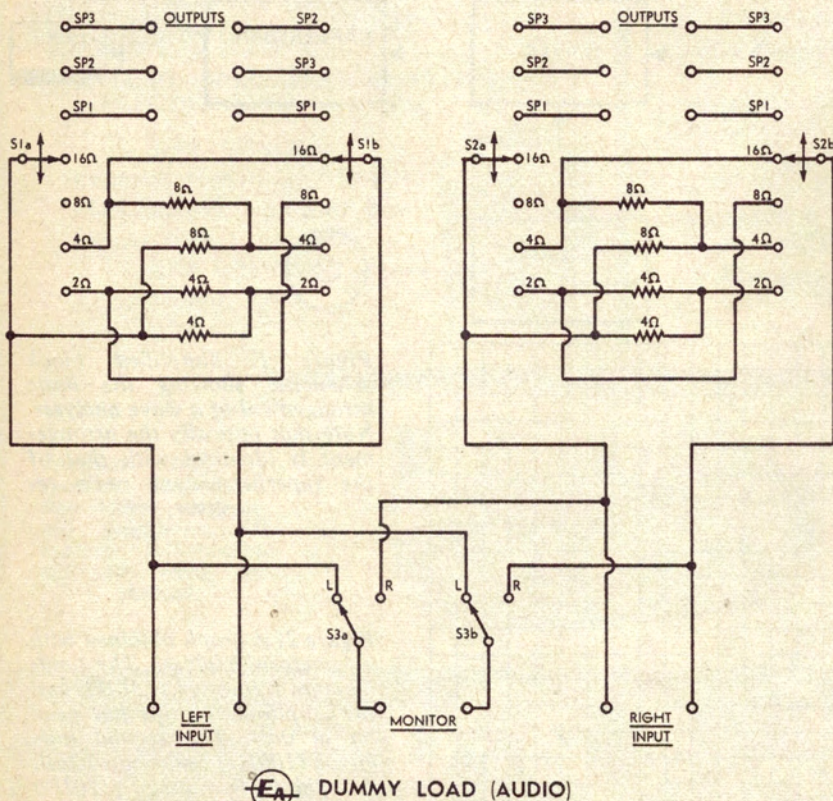 SP3 OUTPUTS SP2 SP3 OUTPUTS SP3
SP2 SP3 SP2 SP2
SP1 SP1 SP1 SP1
S1a 16Ω 16Ω S1b S2a 16Ω 16Ω S2b
8Ω 8Ω 8Ω 8Ω 8Ω 8Ω
4Ω 8Ω 4Ω 4Ω 8Ω 4Ω
2Ω 4Ω 2Ω 2Ω 4Ω 2Ω
4Ω 4Ω
L R L R
S3a S3b
LEFT INPUT MONITOR RIGHT INPUT
EA DUMMY LOAD (AUDIO)